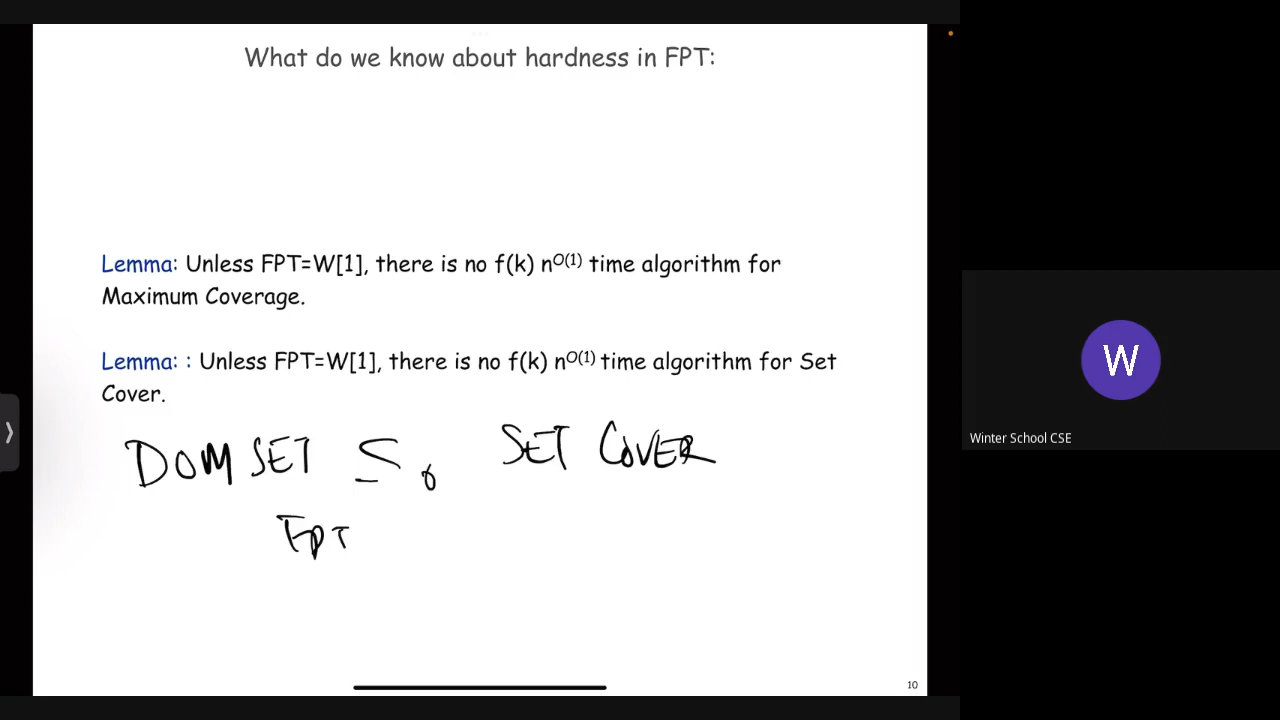 What do we know about hardness in FPT:
Lemma: Unless FPT=W[1], there is no f(k) n^O(1) time algorithm for
Maximum Coverage.
Lemma: : Unless FPT=W[1], there is no f(k) n^O(1) time algorithm for Set
Cover.
DOM SET ≤ SET COVER
FPT
10
W
Winter School CSE